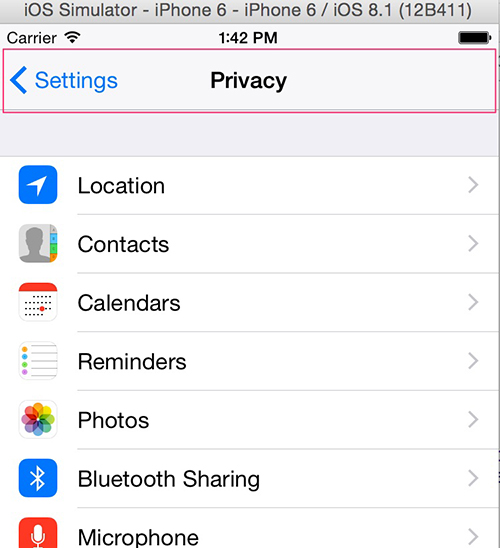 iOS Simulator - iPhone 6 - iPhone 6 / iOS 8.1 (12B411)
Carrier 1:42 PM
Settings Privacy
Location
Contacts
Calendars
Reminders
Photos
Bluetooth Sharing
Microphone